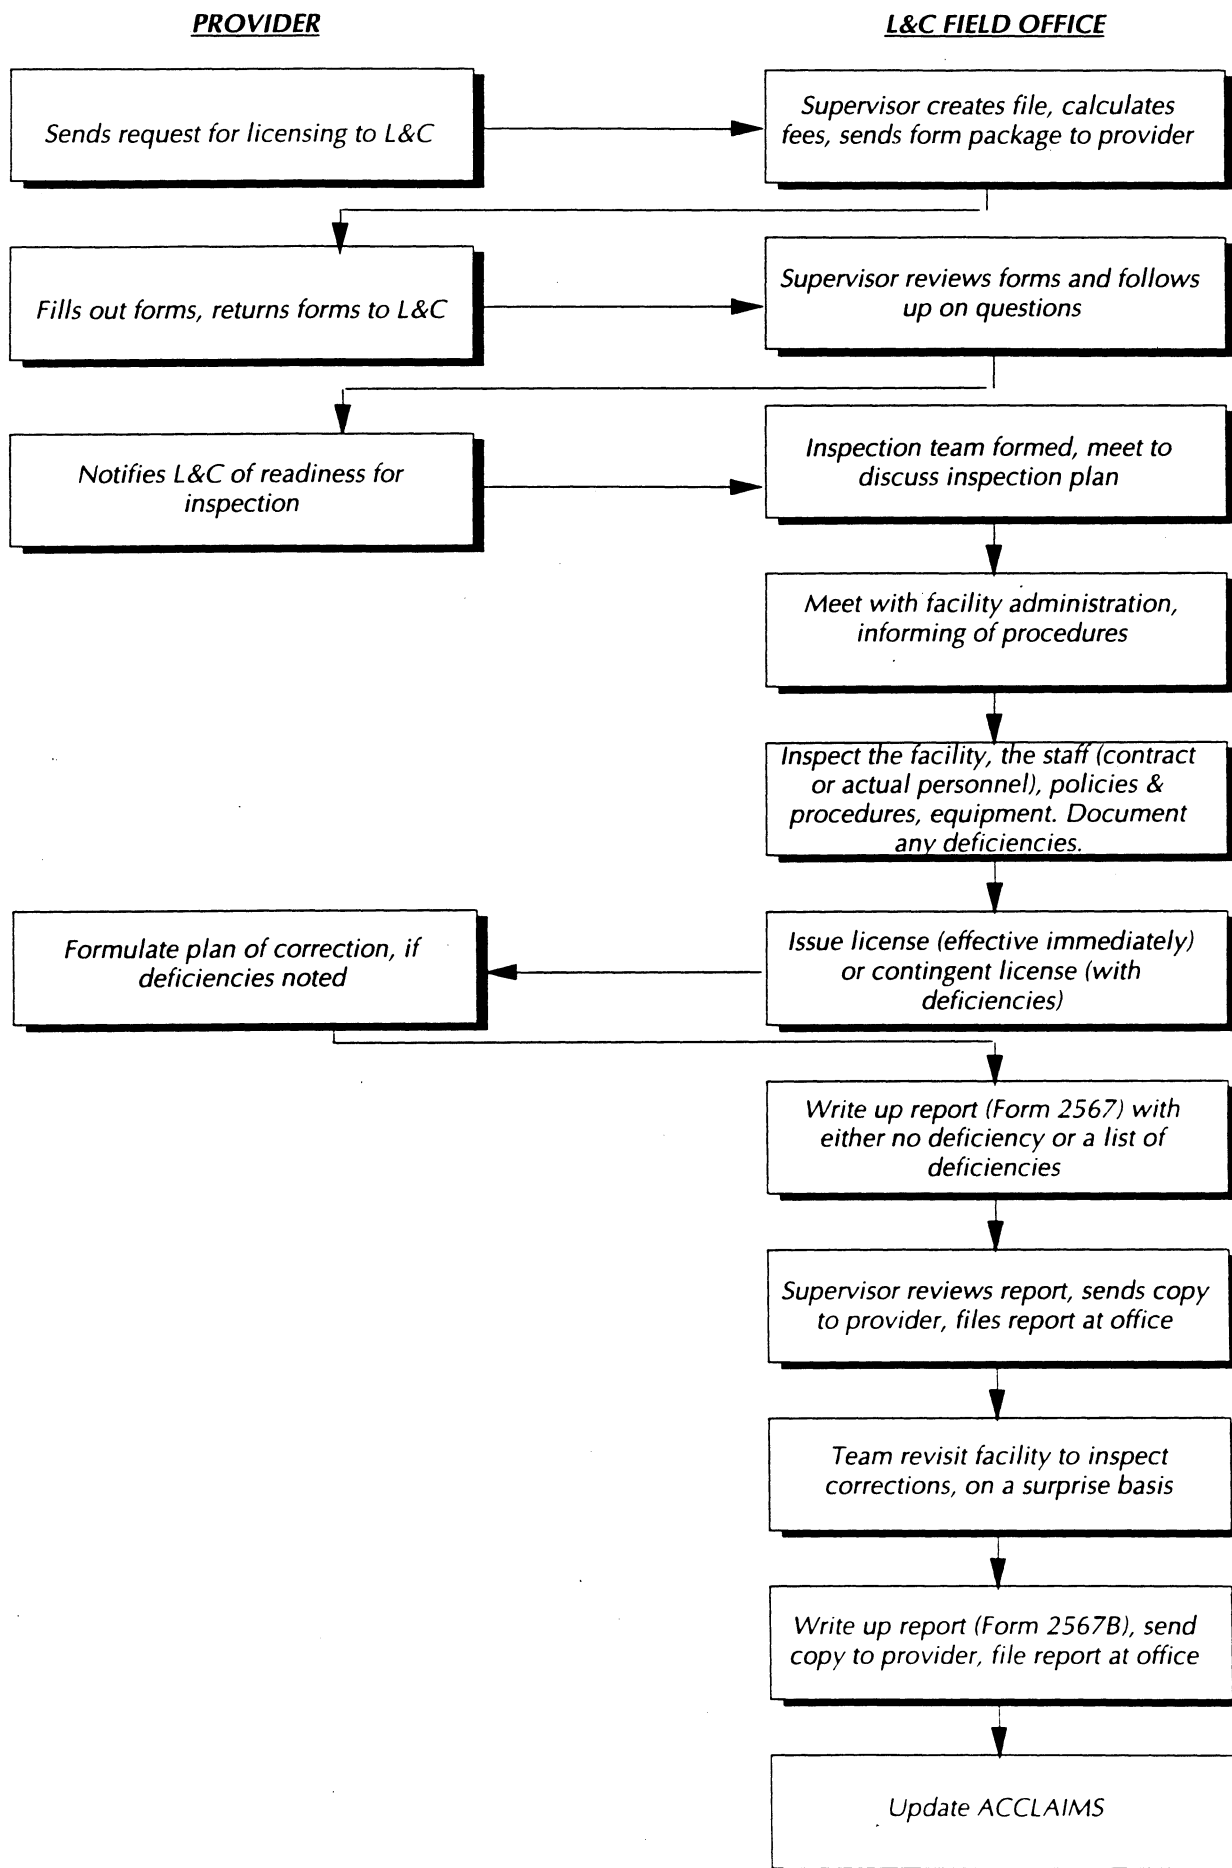 PROVIDER
L&C FIELD OFFICE
Sends request for licensing to L&C
Supervisor creates file, calculates
fees, sends form package to provider
Fills out forms, returns forms to L&C
Supervisor reviews forms and follows
up on questions
Notifies L&C of readiness for
inspection
Inspection team formed, meet to
discuss inspection plan
Meet with facility administration,
informing of procedures
Inspect the facility, the staff (contract
or actual personnel), policies &
procedures, equipment. Document
any deficiencies.
Formulate plan of correction, if
deficiencies noted
Issue license (effective immediately)
or contingent license (with
deficiencies)
Write up report (Form 2567) with
either no deficiency or a list of
deficiencies
Supervisor reviews report, sends copy
to provider, files report at office
Team revisit facility to inspect
corrections, on a surprise basis
Write up report (Form 2567B), send
copy to provider, file report at office
Update ACCLAIMS